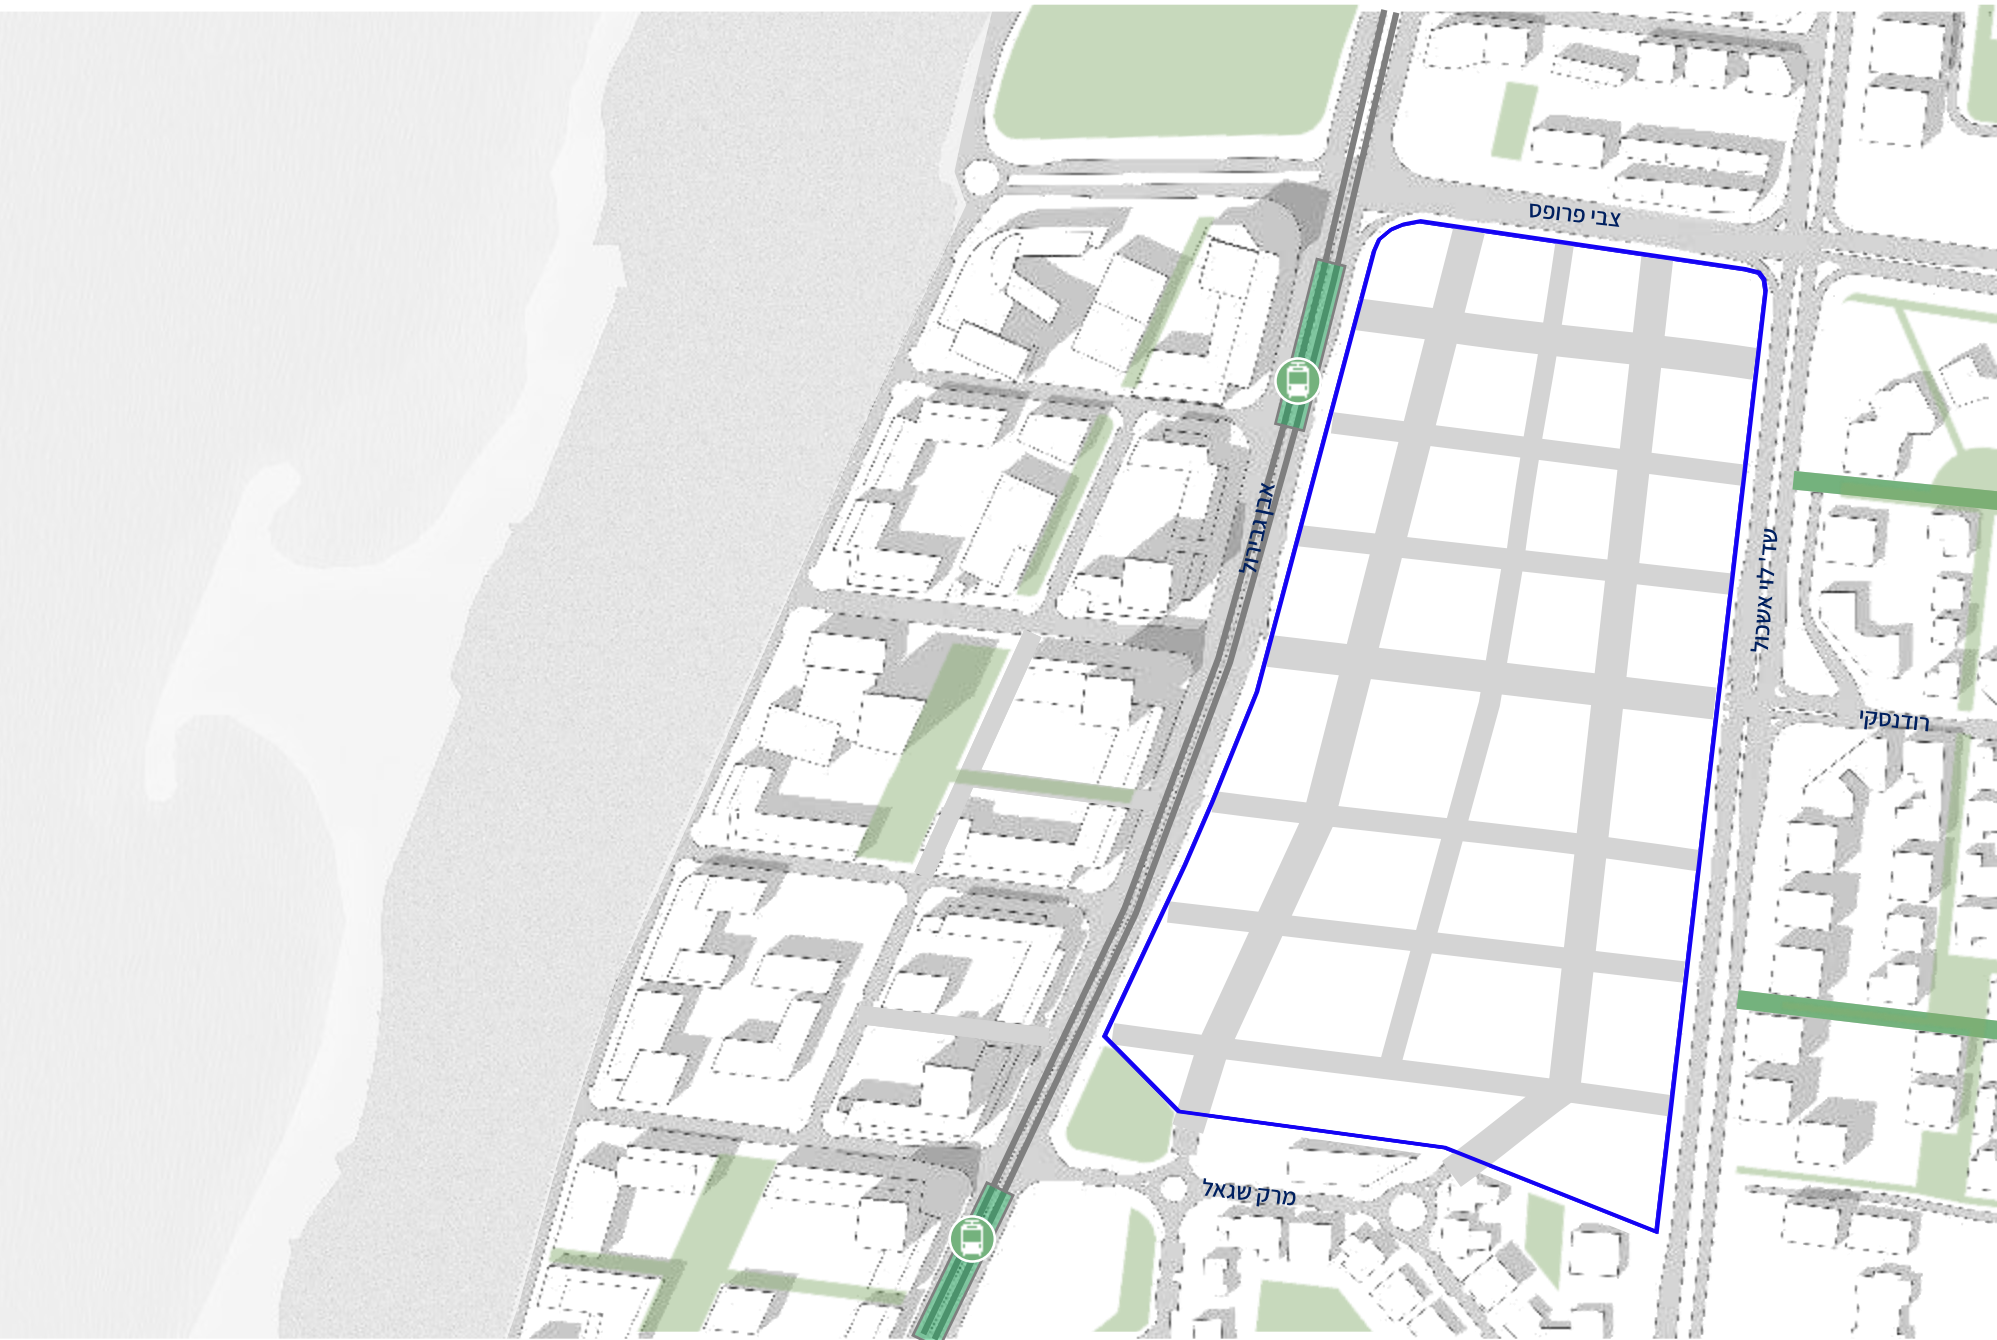 צבי פרופס
אבן גבירול
שד' לוי אשכול
רודנסקי
מרק שגאל